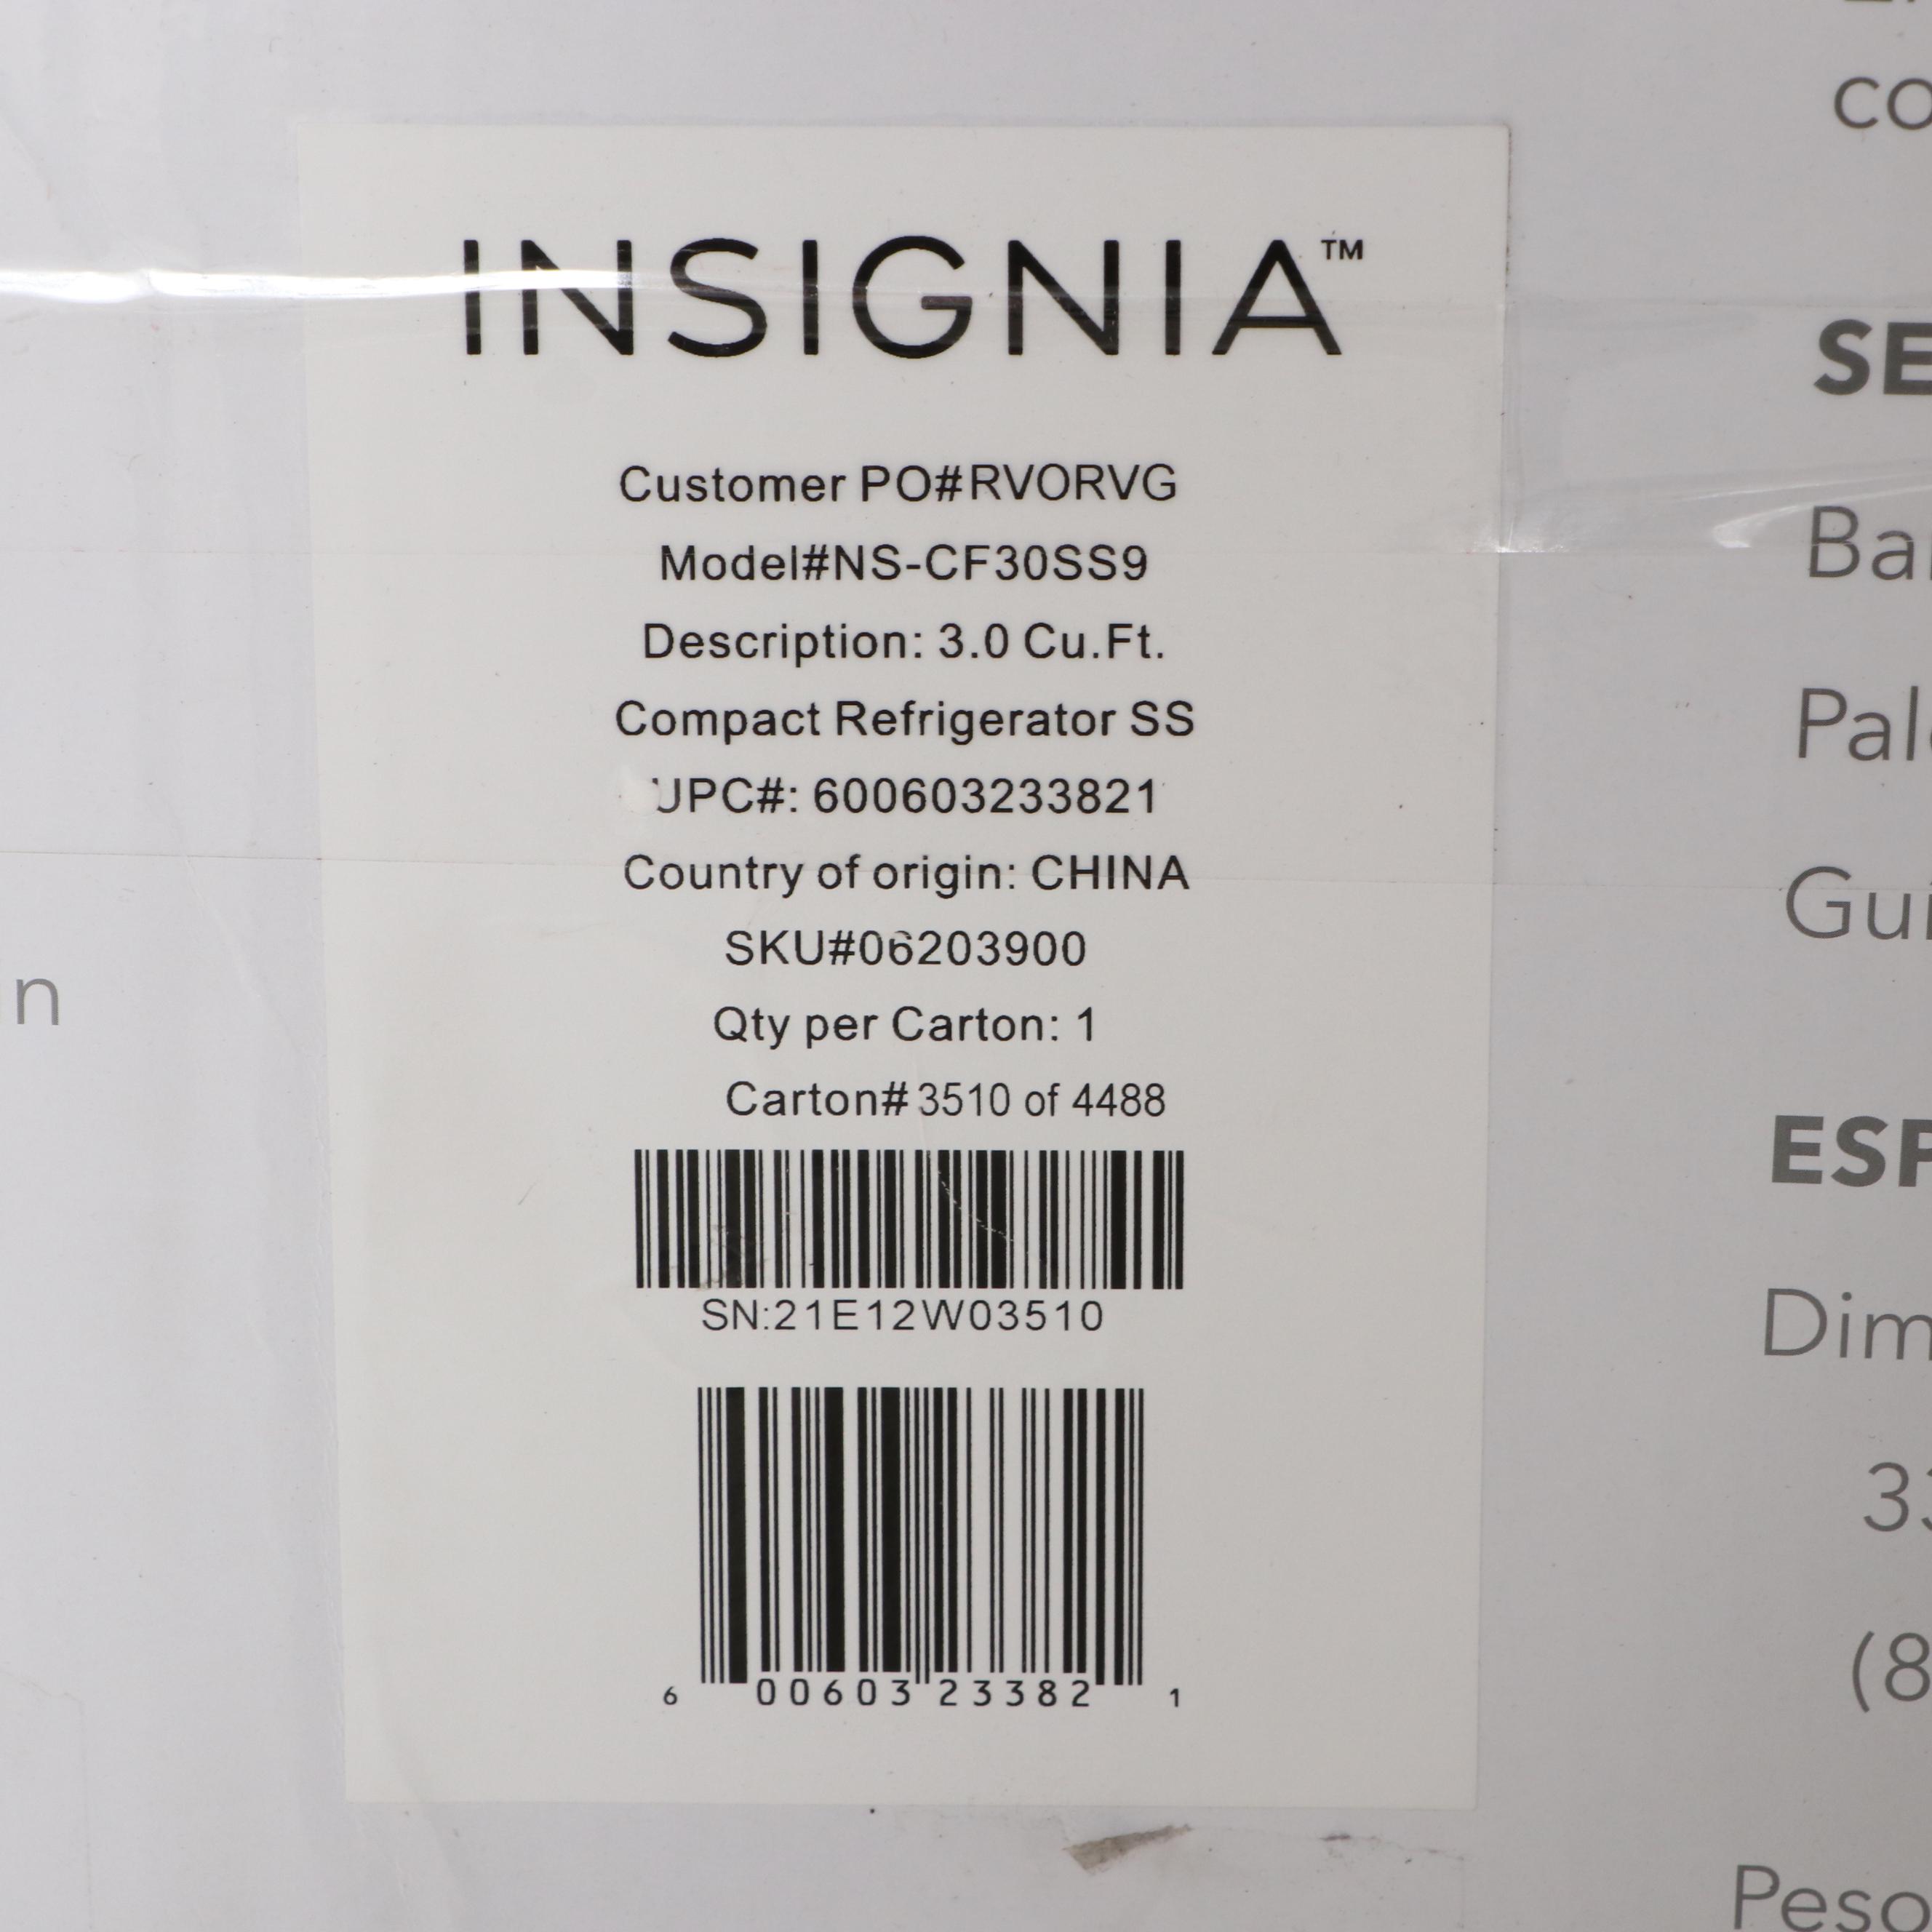 INSIGNIA™
Customer PO#RVORVG
Model#NS-CF30SS9
Description: 3.0 Cu.Ft.
Compact Refrigerator SS
UPC#: 600603233821
Country of origin: CHINA
SKU#06203900
Qty per Carton: 1
Carton# 3510 of 4488
SN:21E12W03510
6 00603 23382 1
n
co
SE
Ba
Pal
Gui
ESP
Dim
33
(8
Peso